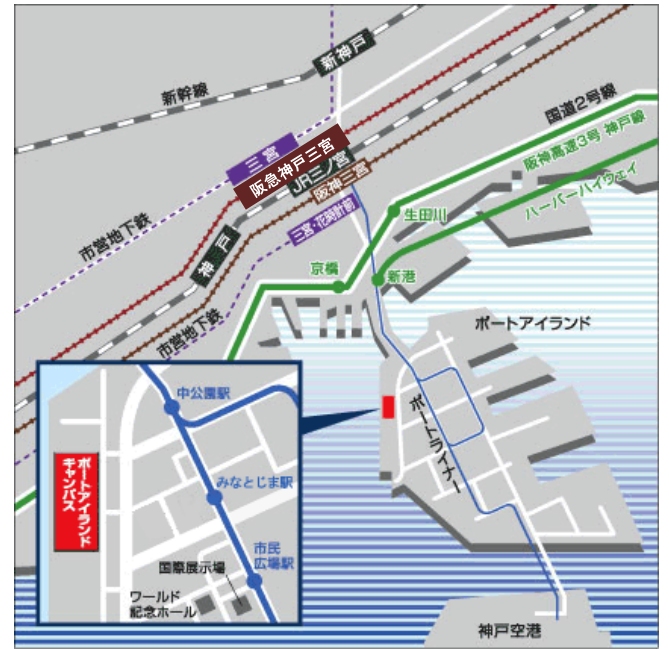 新神戸
新幹線
国道2号線
三宮
阪急神戸三宮
JR三ノ宮
阪神三宮
阪神高速3号 神戸線
ハーバーハイウェイ
三宮・花時計前
生田川
市営地下鉄
神戸
京橋
新港
市営地下鉄
ポートアイランド
ポートライナー
中公園駅
ポートアイランド
キャンパス
みなとじま駅
市民
広場駅
国際展示場
ワールド
記念ホール
神戸空港